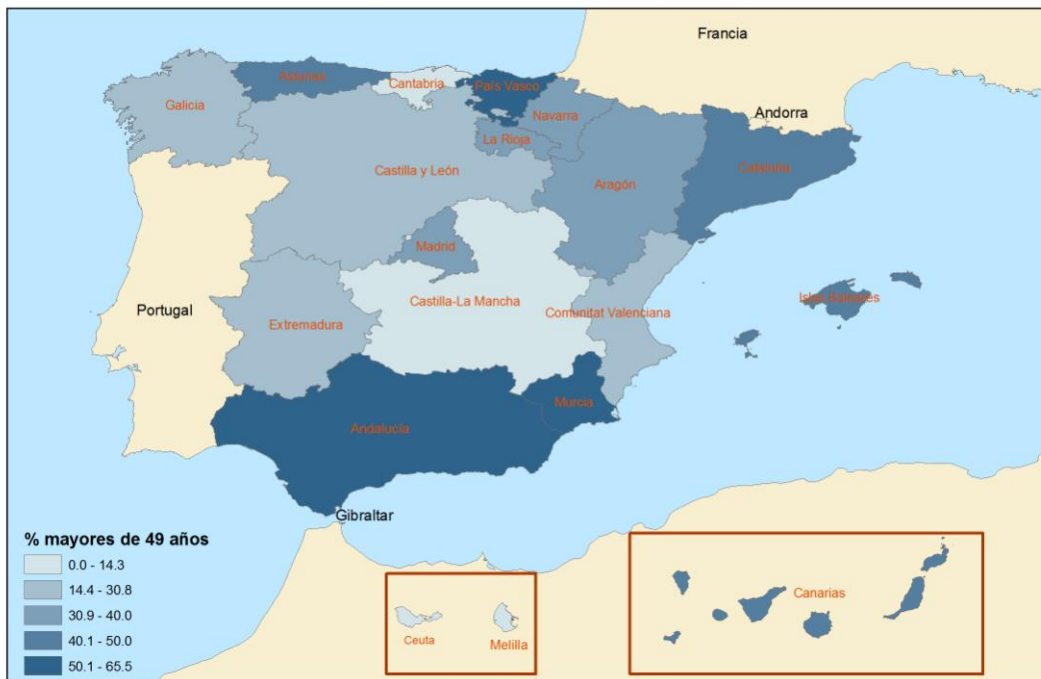 Francia
Asturias
Cantabria
País Vasco
Galicia
Navarra
Andorra
La Rioja
Castilla y León
Cataluña
Aragón
Madrid
Islas Baleares
Castilla-La Mancha
Portugal
Comunitat Valenciana
Extremadura
Murcia
Andalucía
Gibraltar
% mayores de 49 años
0.0 - 14.3
14.4 - 30.8
30.9 - 40.0
40.1 - 50.0
50.1 - 65.5
Ceuta
Melilla
Canarias